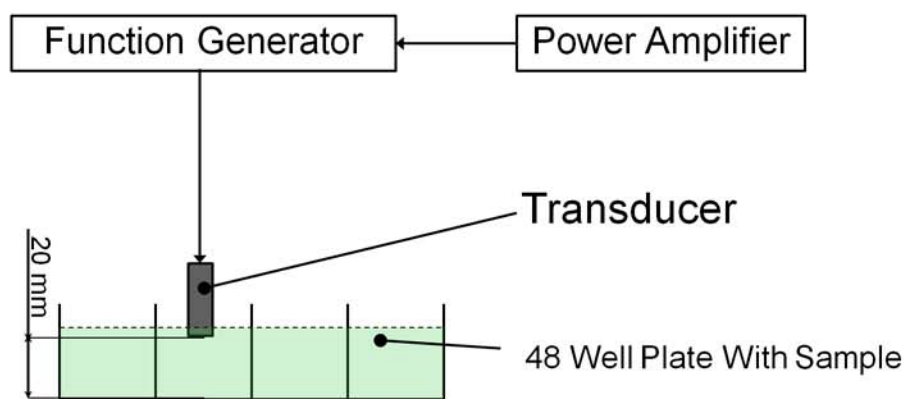 Function Generator
Power Amplifier
Transducer
20 mm
48 Well Plate With Sample